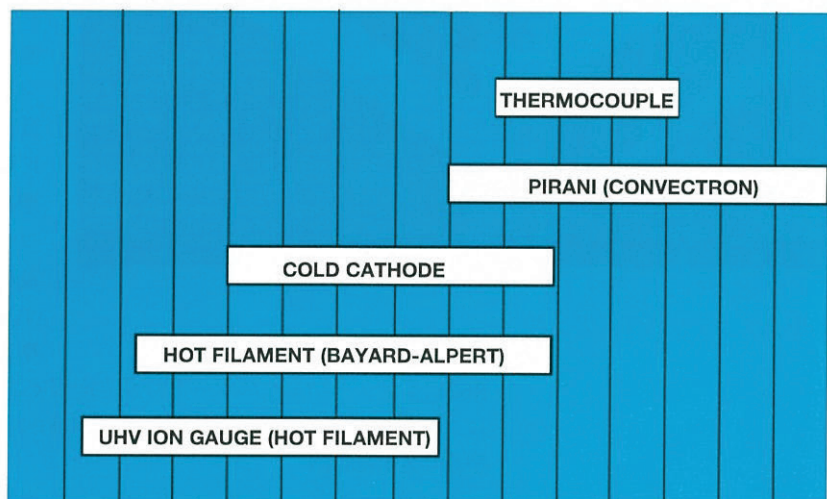 THERMOCOUPLE
PIRANI (CONVECTRON)
COLD CATHODE
HOT FILAMENT (BAYARD-ALPERT)
UHV ION GAUGE (HOT FILAMENT)